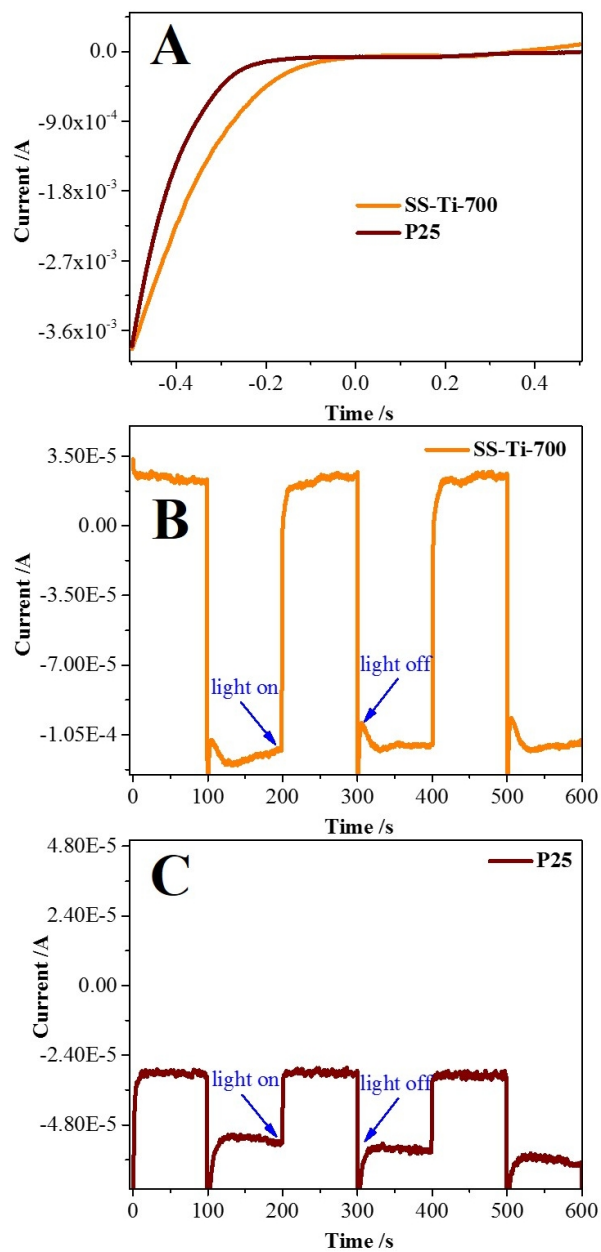 A
0.0
-9.0x10⁻⁴
-1.8x10⁻³
-2.7x10⁻³
-3.6x10⁻³
Current /A
SS-Ti-700
P25
-0.4 -0.2 0.0 0.2 0.4
Time /s
B
SS-Ti-700
3.50E-5
0.00
-3.50E-5
-7.00E-5
-1.05E-4
Current /A
light on
light off
0 100 200 300 400 500 600
Time /s
C
P25
4.80E-5
2.40E-5
0.00
-2.40E-5
-4.80E-5
Current /A
light on
light off
0 100 200 300 400 500 600
Time /s